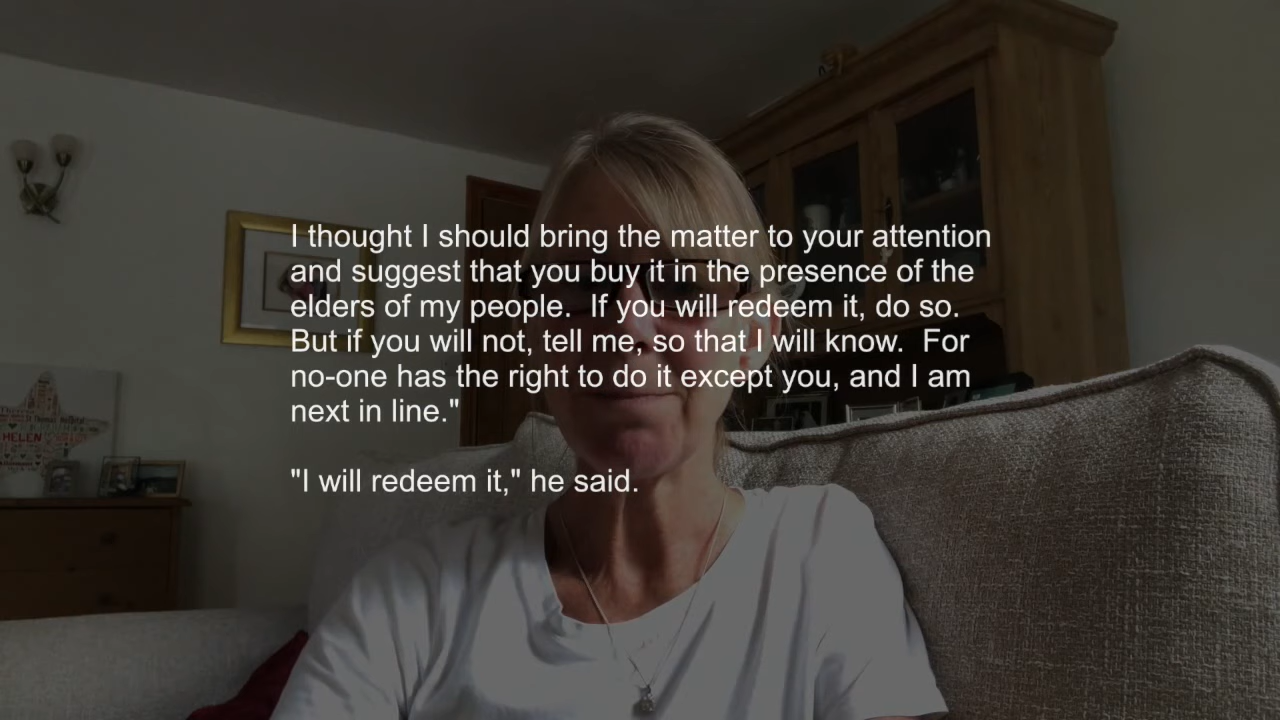 I thought I should bring the matter to your attention
and suggest that you buy it in the presence of the
elders of my people.  If you will redeem it, do so.
But if you will not, tell me, so that I will know.  For
no-one has the right to do it except you, and I am
next in line."
"I will redeem it," he said.
HELEN